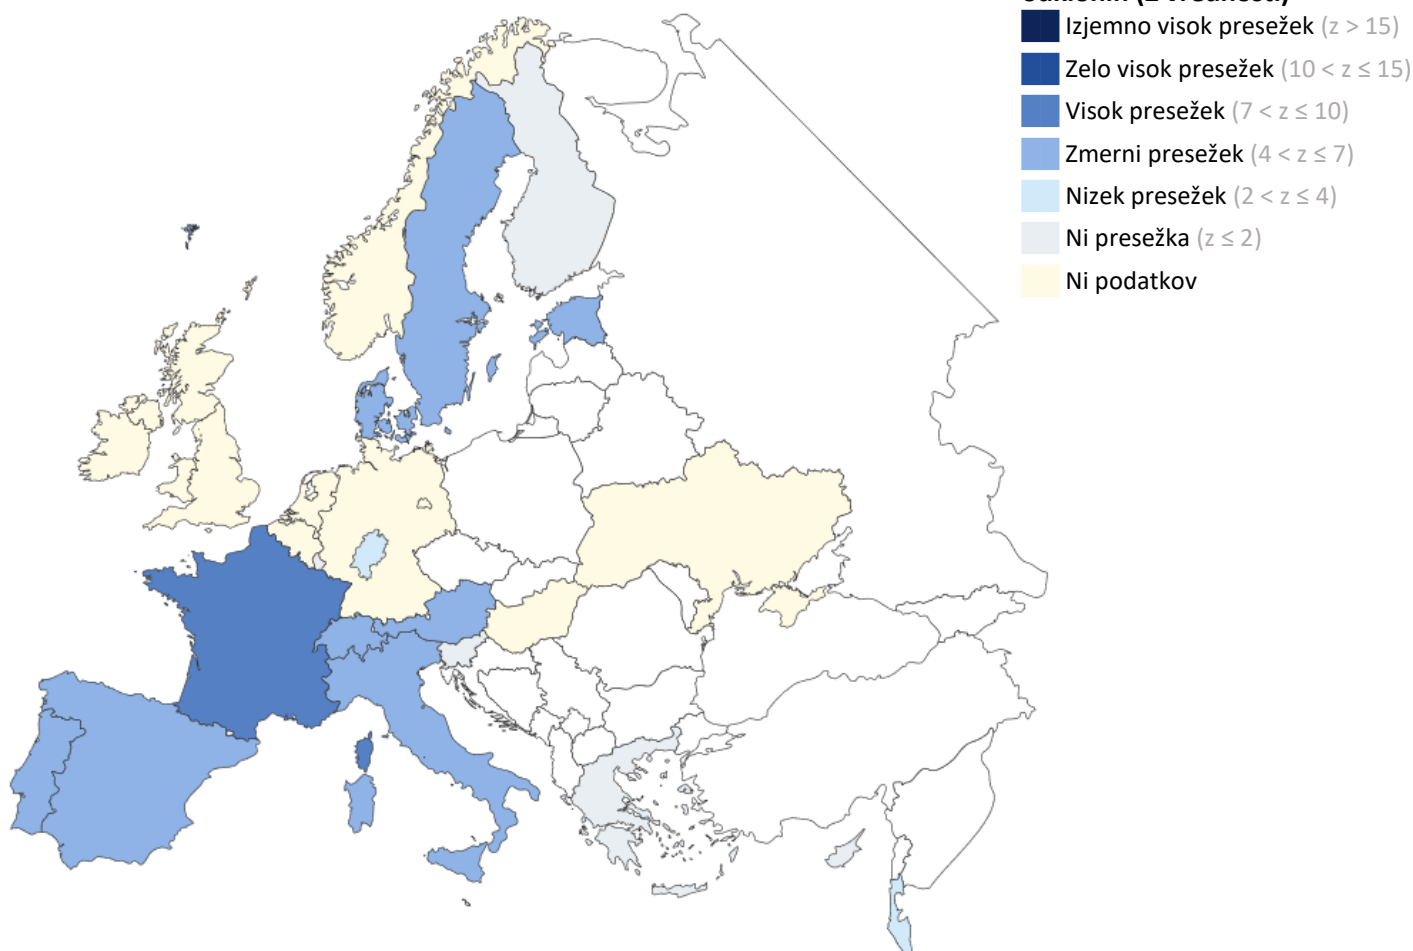 Izjemno visok presežek (z > 15)
Zelo visok presežek (10 < z ≤ 15)
Visok presežek (7 < z ≤ 10)
Zmerni presežek (4 < z ≤ 7)
Nizek presežek (2 < z ≤ 4)
Ni presežka (z ≤ 2)
Ni podatkov